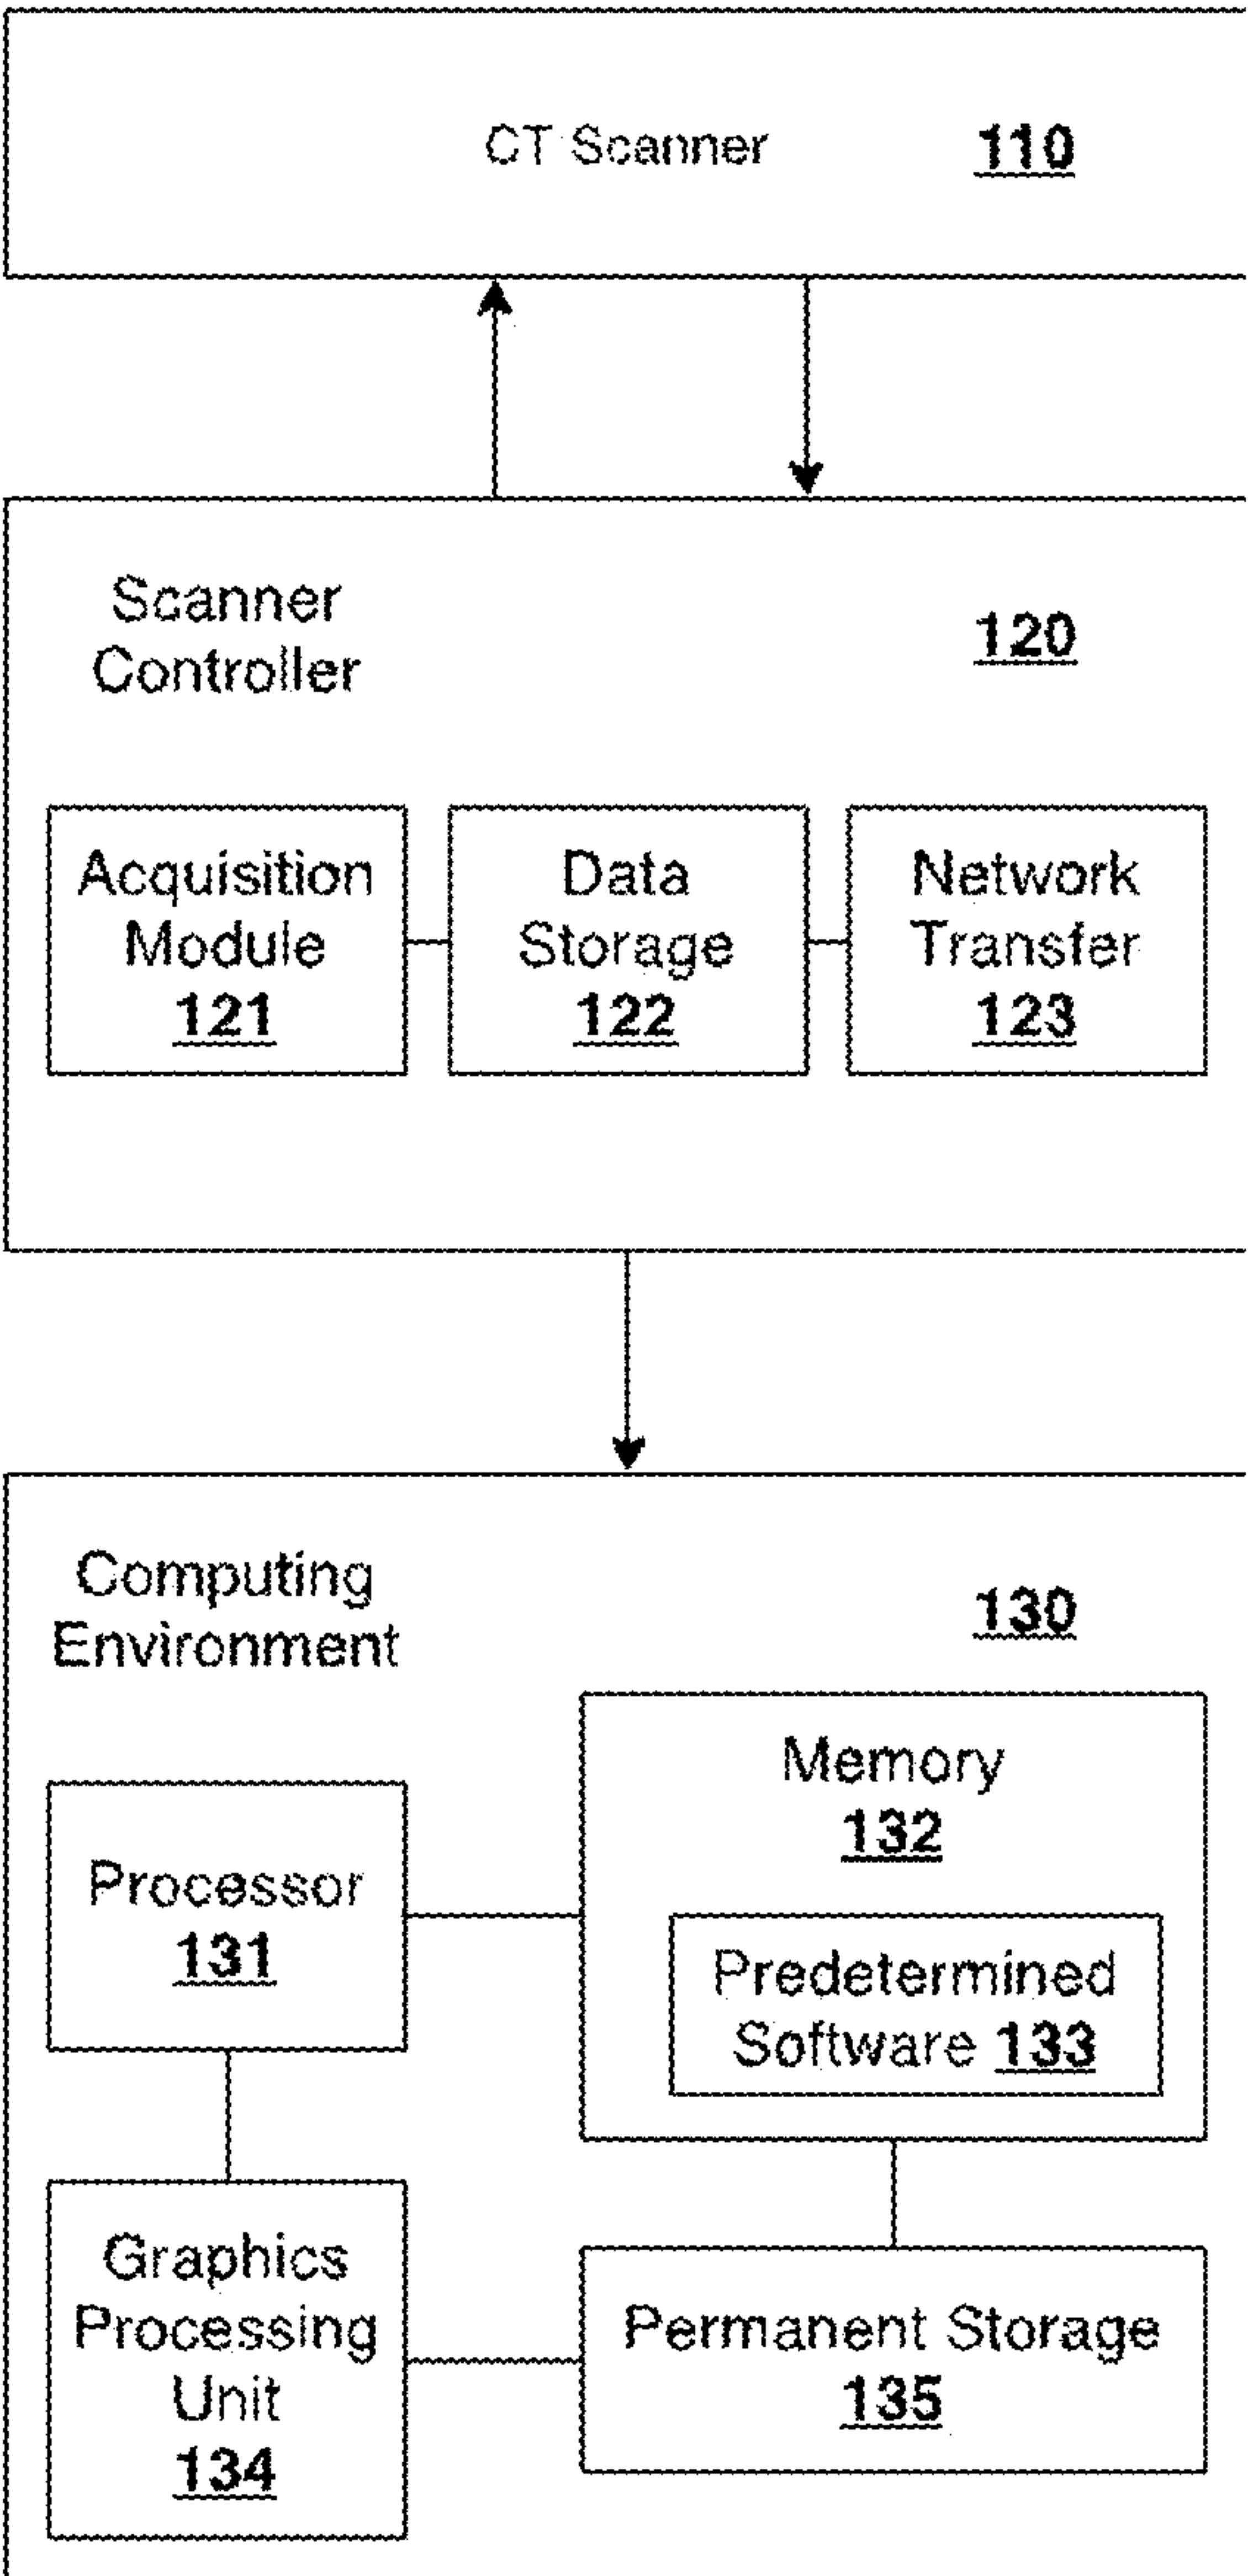 CT Scanner 110
Scanner
Controller
120
Acquisition
Module
121
Data
Storage
122
Network
Transfer
123
Computing
Environment
130
Memory
132
Processor
131
Predetermined
Software 133
Graphics
Processing
Unit
134
Permanent Storage
135